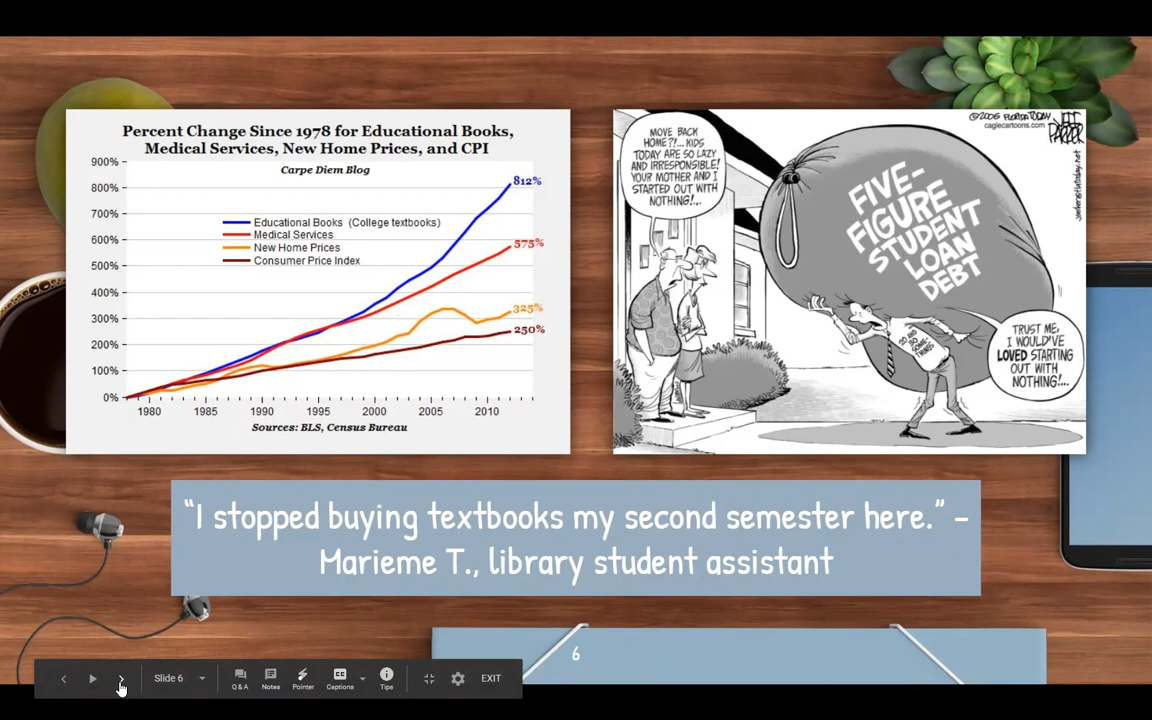 Percent Change Since 1978 for Educational Books,
Medical Services, New Home Prices, and CPI
Carpe Diem Blog
900%
800%
700%
600%
500%
400%
300%
200%
100%
0%
812%
575%
325%
250%
Educational Books (College textbooks)
Medical Services
New Home Prices
Consumer Price Index
1980
1985
1990
1995
2000
2005
2010
Sources: BLS, Census Bureau
MOVE BACK
HOME?!... KIDS
TODAY ARE SO LAZY
AND IRRESPONSIBLE!
YOUR MOTHER AND I
STARTED OUT WITH
NOTHING!...
caglecartoons.com
JEFF
PARKER
FIVE-
FIGURE
STUDENT
LOAN
DEBT
TRUST ME,
I WOULD'VE
LOVED STARTING
OUT WITH
NOTHING!...
“I stopped buying textbooks my second semester here.” –
Marieme T., library student assistant
6
Slide 6
Q & A
Notes
Pointer
Captions
Tips
EXIT